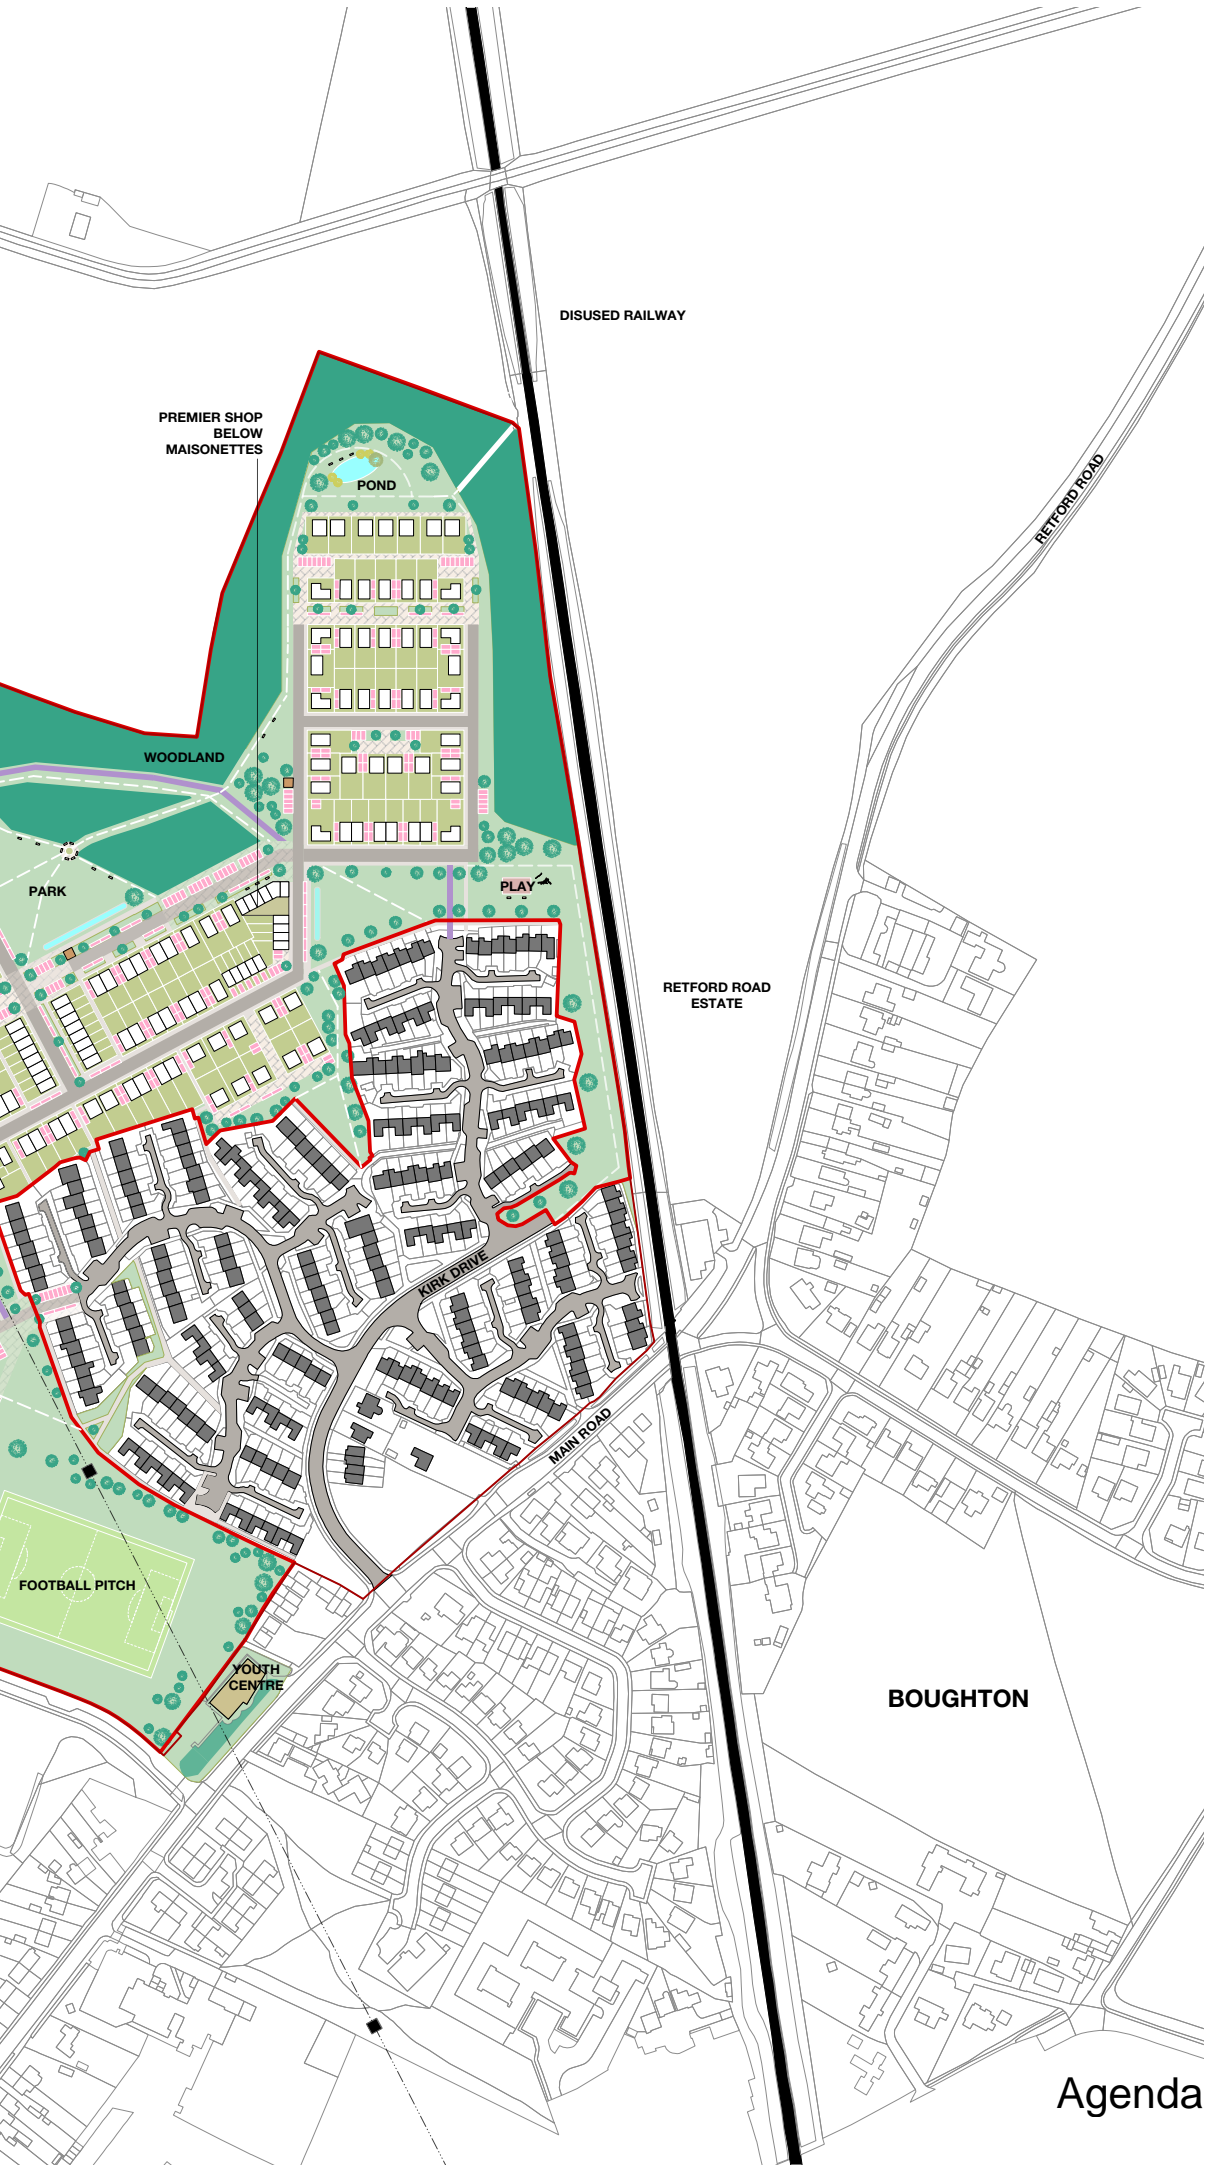 DISUSED RAILWAY
PREMIER SHOP
BELOW
MAISONETTES
POND
RETFORD ROAD
WOODLAND
PARK
PLAY
RETFORD ROAD
ESTATE
KIRK DRIVE
MAIN ROAD
FOOTBALL PITCH
YOUTH
CENTRE
BOUGHTON
Agenda